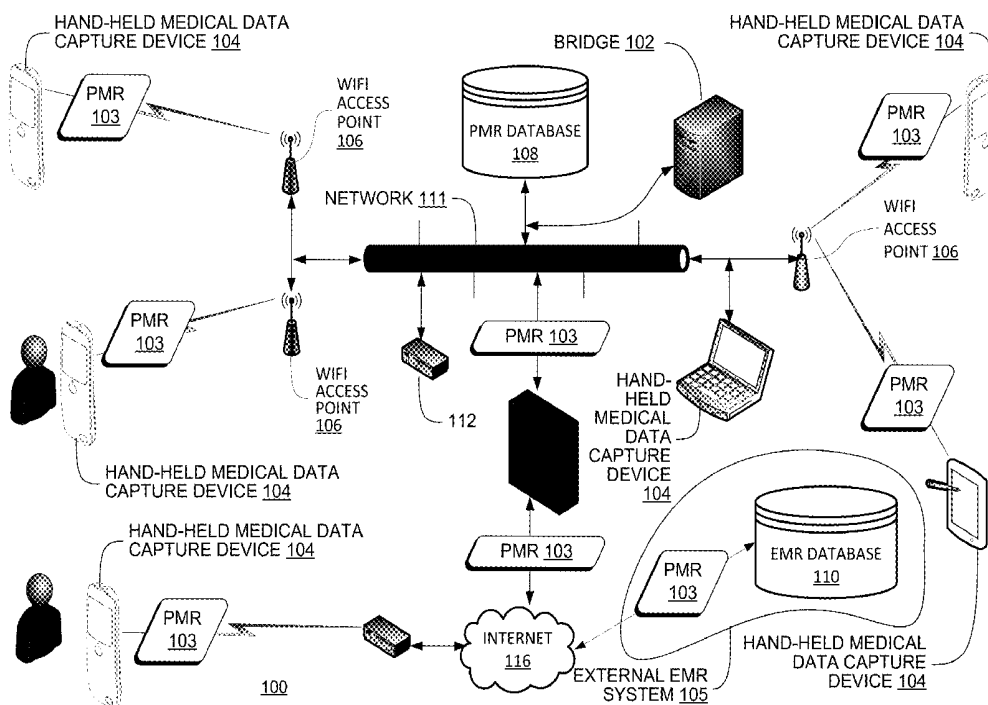 HAND-HELD MEDICAL DATA
CAPTURE DEVICE 104
PMR
103
WIFI
ACCESS
POINT
106
BRIDGE 102
PMR DATABASE
108
HAND-HELD MEDICAL DATA
CAPTURE DEVICE 104
PMR
103
NETWORK 111
WIFI
ACCESS
POINT 106
PMR
103
WIFI
ACCESS
POINT
106
HAND-HELD MEDICAL DATA
CAPTURE DEVICE 104
112
PMR 103
HAND-
HELD
MEDICAL
DATA
CAPTURE
DEVICE
104
PMR
103
HAND-HELD MEDICAL DATA
CAPTURE DEVICE 104
PMR
103
PMR 103
INTERNET
116
PMR
103
EMR DATABASE
110
EXTERNAL EMR
SYSTEM 105
HAND-HELD MEDICAL
DATA CAPTURE
DEVICE 104
100